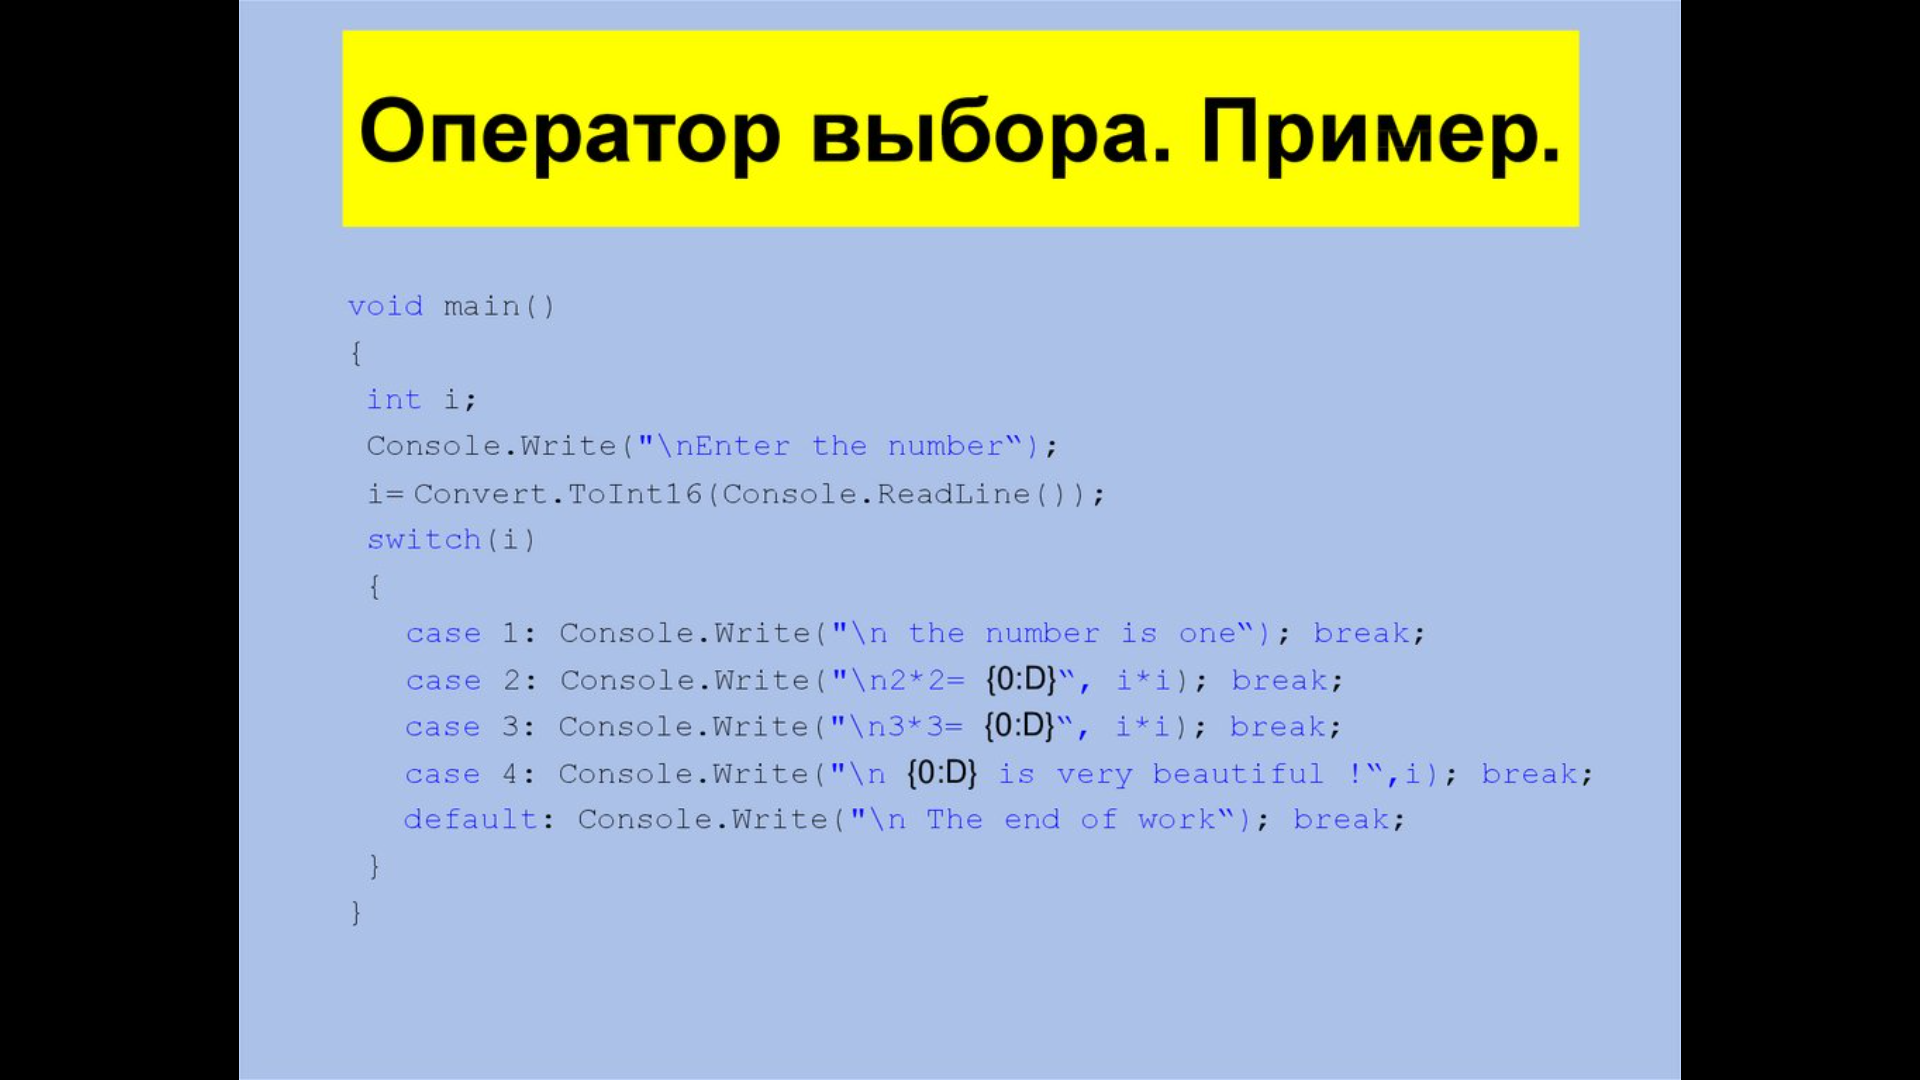 Оператор выбора. Пример.
void main()
{
int i;
Console.Write("\nEnter the number‟);
i= Convert.ToInt16(Console.ReadLine());
switch(i)
{
case 1: Console.Write("\n the number is one‟); break;
case 2: Console.Write("\n2*2= {0:D}‟, i*i); break;
case 3: Console.Write("\n3*3= {0:D}‟, i*i); break;
case 4: Console.Write("\n {0:D} is very beautiful !‟,i); break;
default: Console.Write("\n The end of work‟); break;
}
}